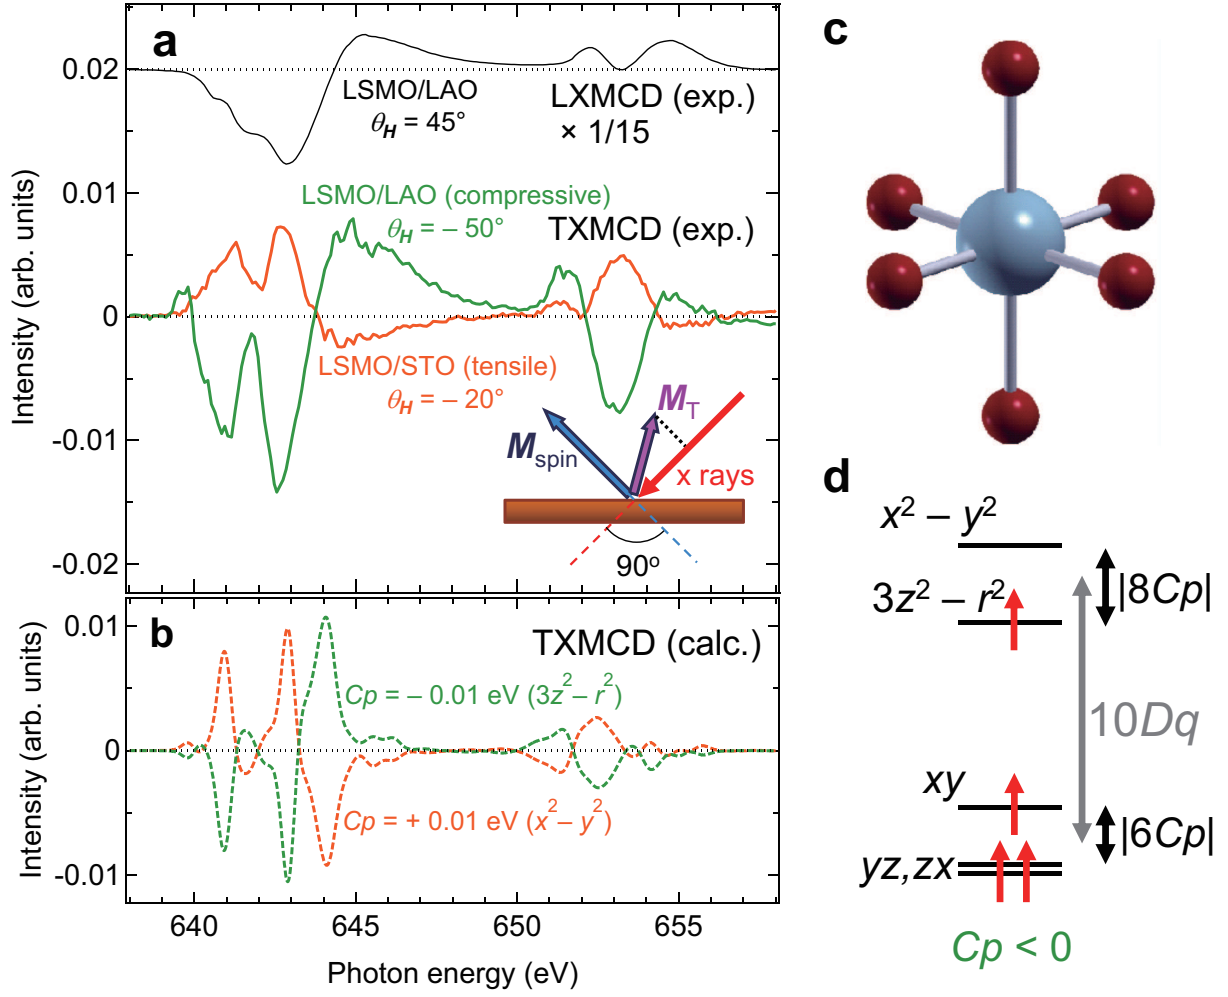 a
0.02
0.01
0
-0.01
-0.02
Intensity (arb. units)
LSMO/LAO
θH = 45°
LXMCD (exp.)
× 1/15
LSMO/LAO (compressive)
θH = – 50°
TXMCD (exp.)
LSMO/STO (tensile)
θH = – 20°
Mspin
MT
x rays
90º
b
0.01
0
-0.01
Intensity (arb. units)
TXMCD (calc.)
Cp = – 0.01 eV (3z² – r²)
Cp = + 0.01 eV (x² – y²)
640
645
650
655
Photon energy (eV)
c
d
x² – y²
3z² – r²
|8Cp|
10Dq
xy
|6Cp|
yz,zx
Cp < 0